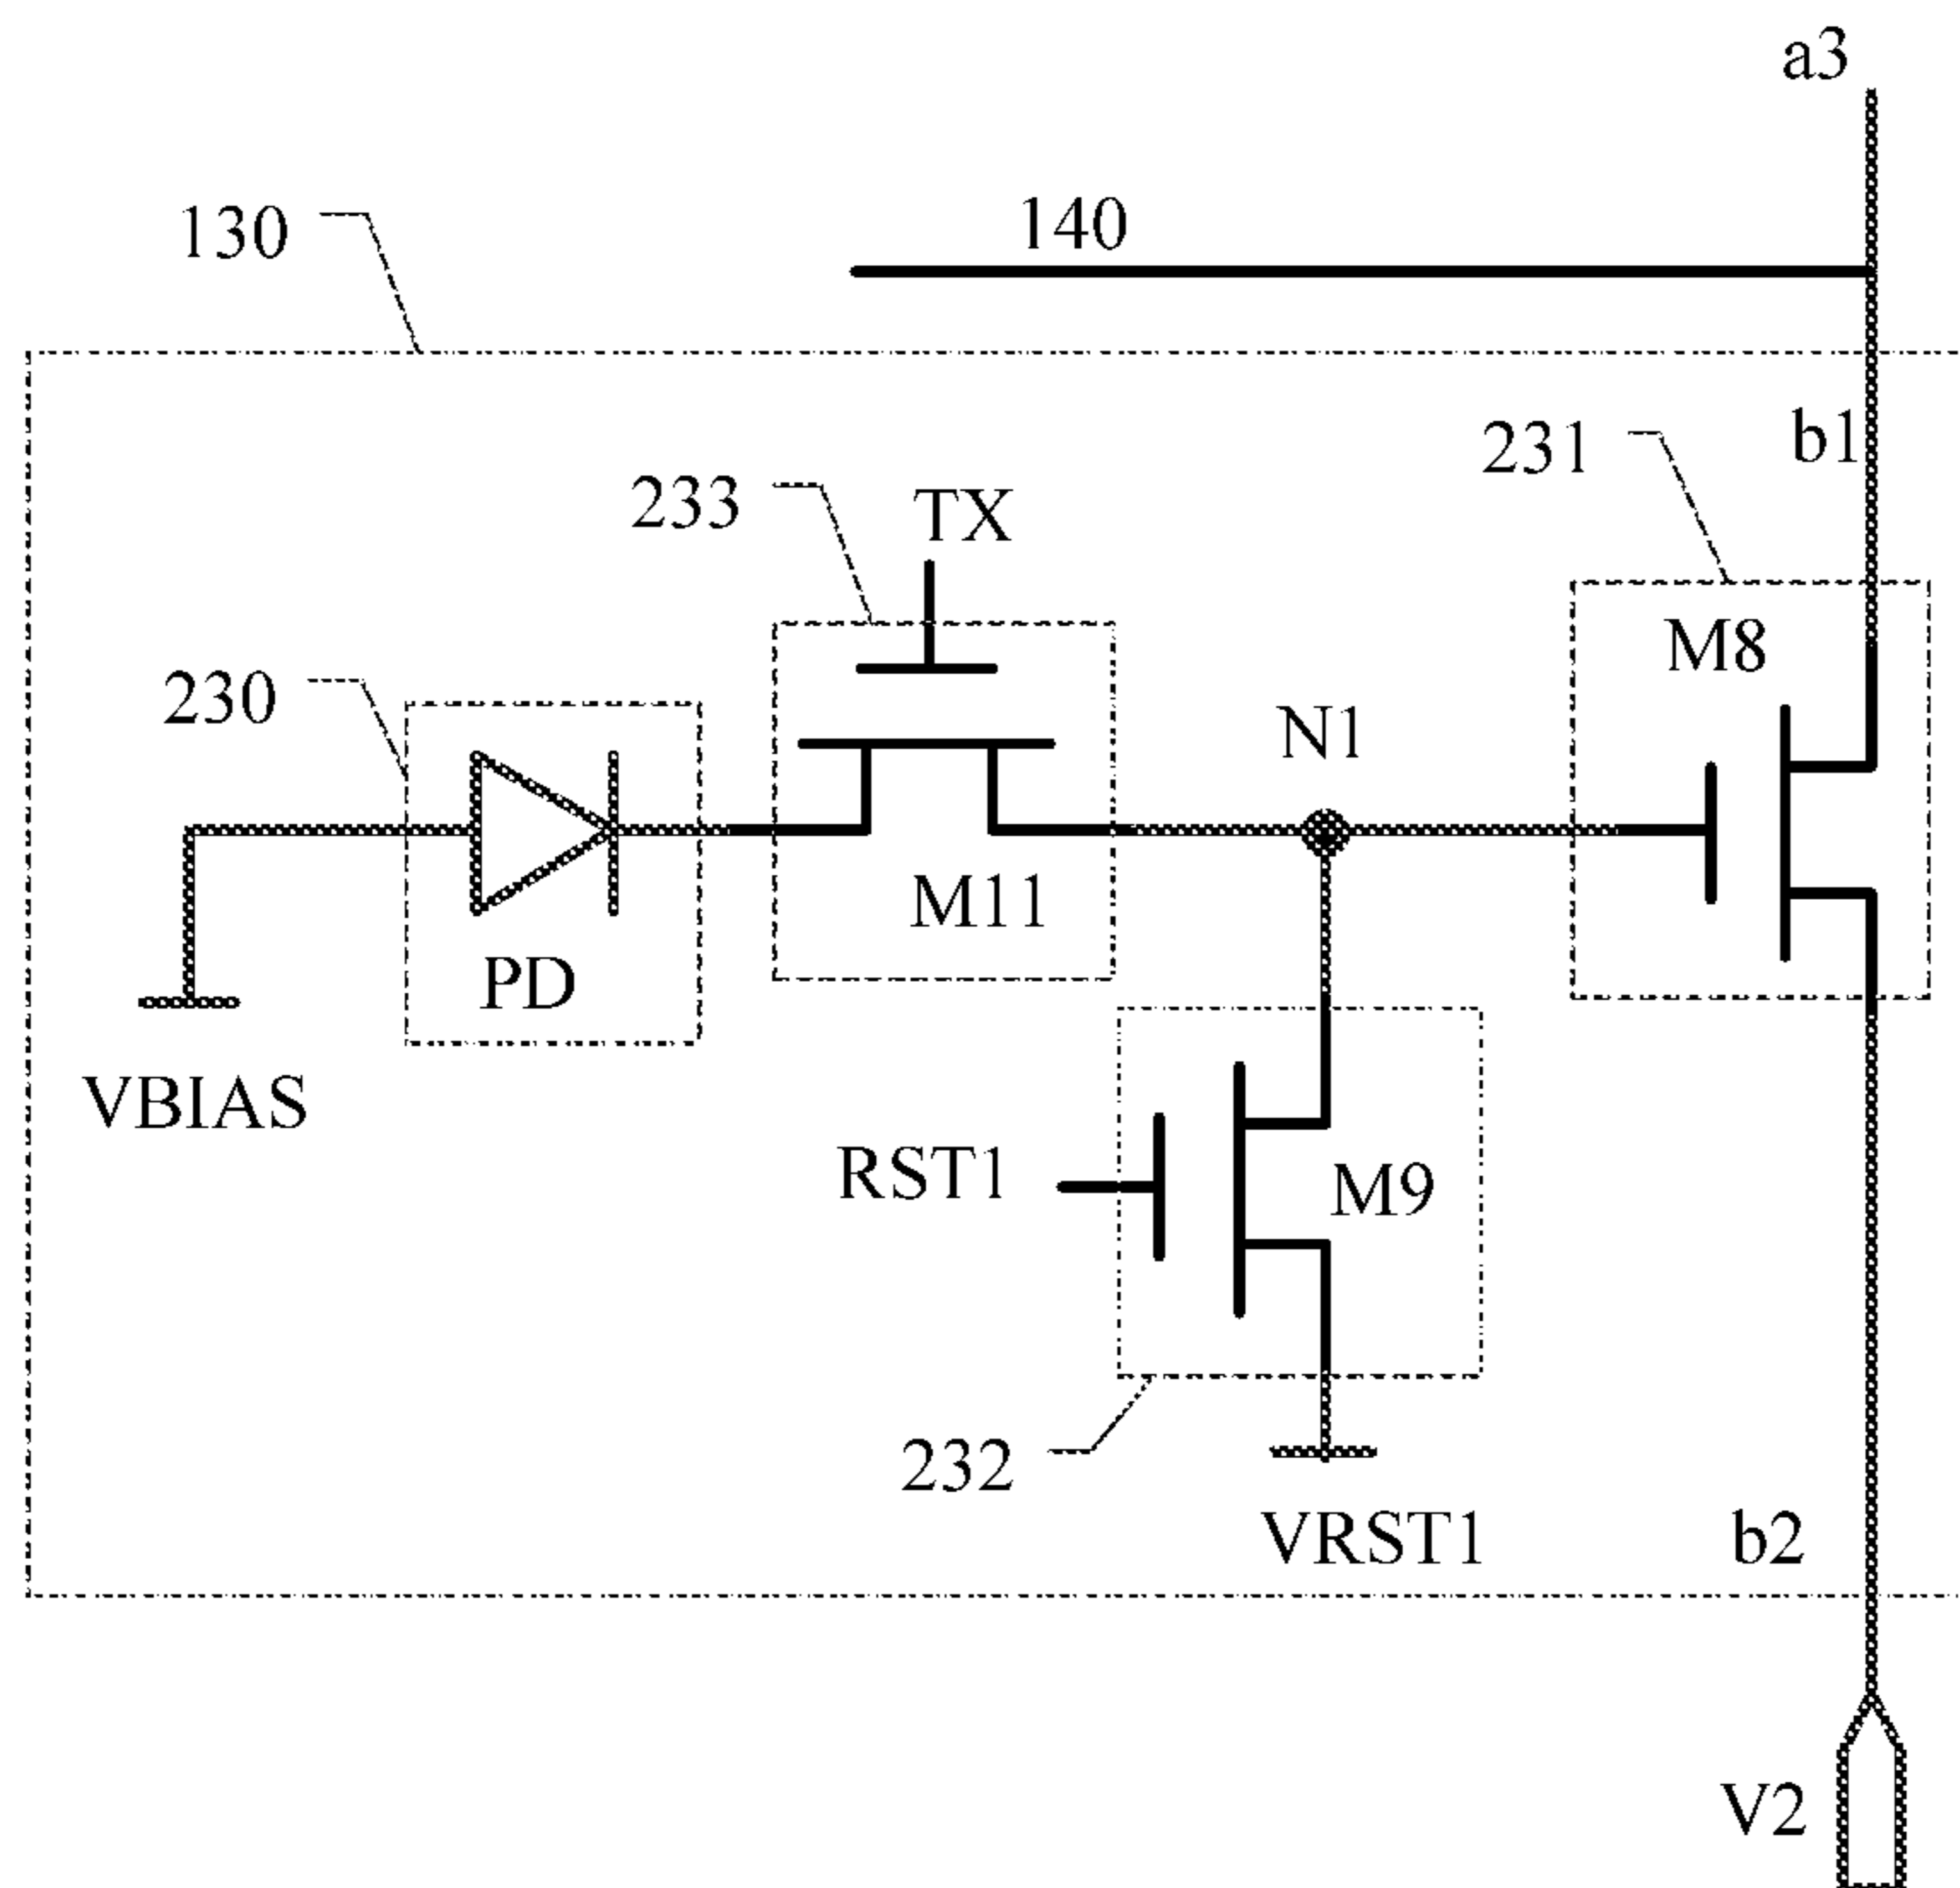 a3
130
140
231
b1
233
TX
M8
230
N1
M11
PD
VBIAS
RST1
M9
232
VRST1
b2
V2